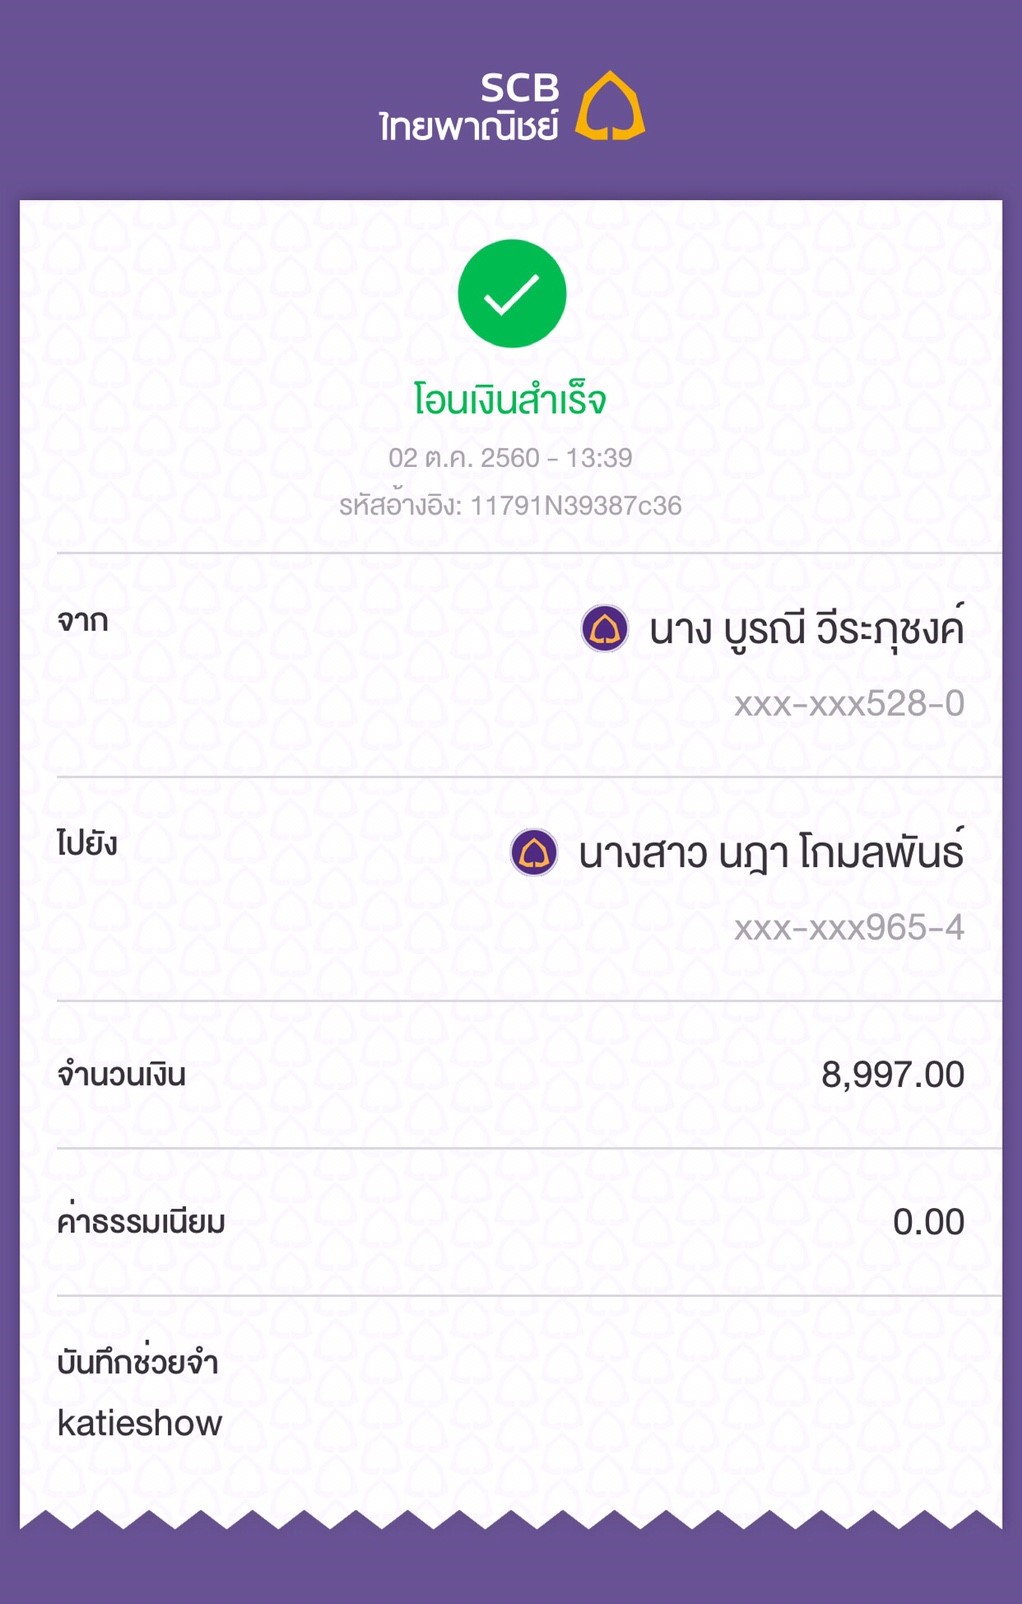 SCB
ไทยพาณิชย์
โอนเงินสำเร็จ
02 ต.ค. 2560 - 13:39
รหัสอ้างอิง: 11791N39387c36
จาก
นาง บูรณี วีระภุชงค์
xxx-xxx528-0
ไปยัง
นางสาว นฎา โกมลพันธ์
xxx-xxx965-4
จำนวนเงิน
8,997.00
ค่าธรรมเนียม
0.00
บันทึกช่วยจำ
katieshow